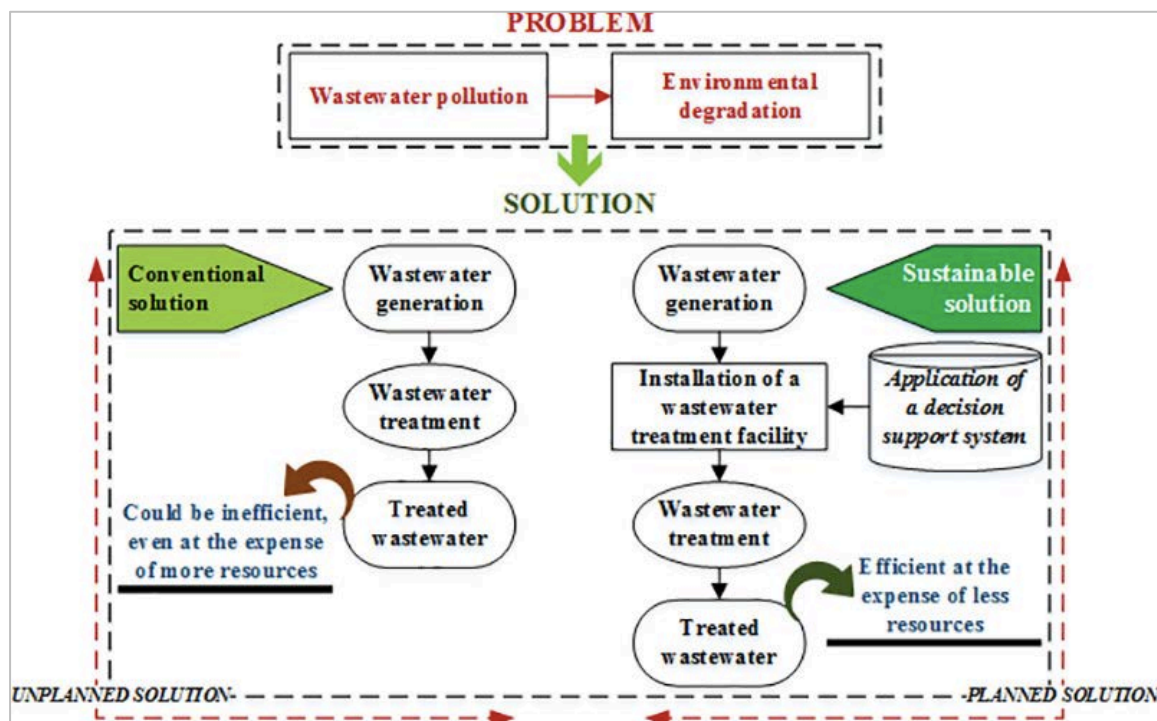 PROBLEM
Wastewater pollution
Environmental
degradation
SOLUTION
Conventional
solution
Wastewater
generation
Wastewater
treatment
Treated
wastewater
Could be inefficient,
even at the expense
of more resources
Wastewater
generation
Sustainable
solution
Installation of a
wastewater
treatment facility
Application of
a decision
support system
Wastewater
treatment
Treated
wastewater
Efficient at the
expense of less
resources
UNPLANNED SOLUTION
PLANNED SOLUTION